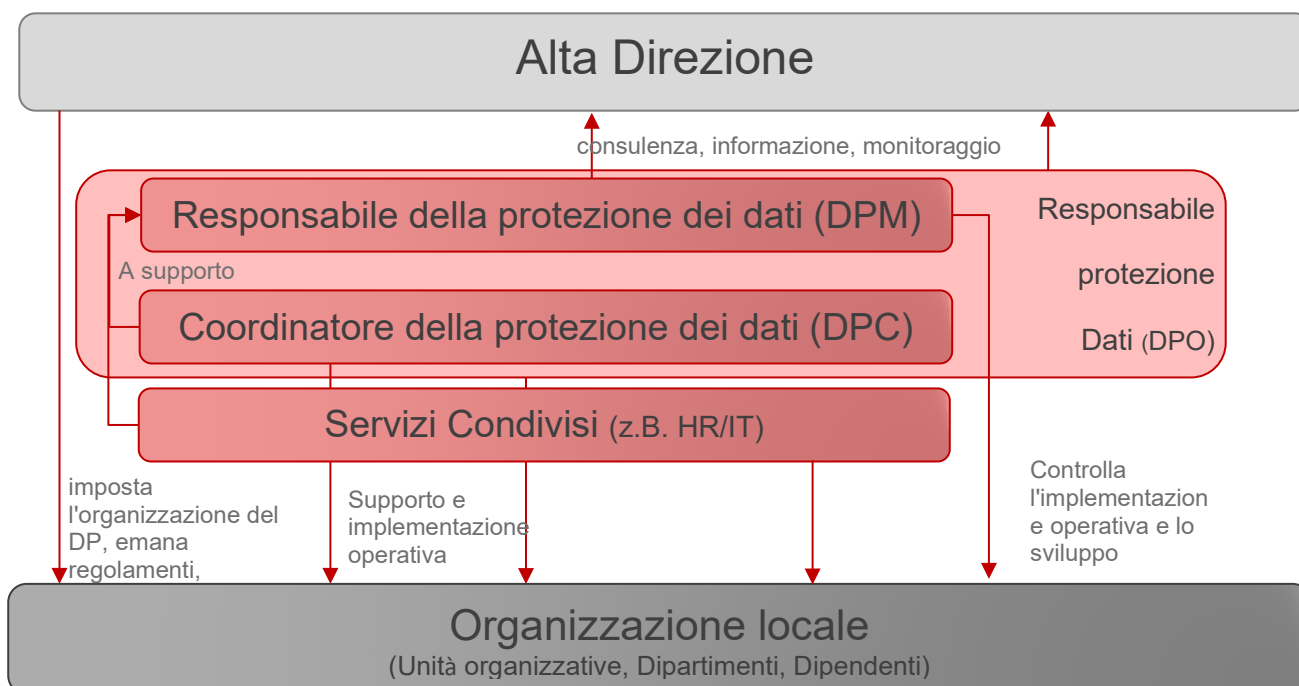 Alta Direzione
consulenza, informazione, monitoraggio
Responsabile della protezione dei dati (DPM)
Responsabile
protezione
Dati (DPO)
A supporto
Coordinatore della protezione dei dati (DPC)
Servizi Condivisi (z.B. HR/IT)
imposta
l'organizzazione del
DP, emana
regolamenti,
Supporto e
implementazione
operativa
Controlla
l'implementazion
e operativa e lo
sviluppo
Organizzazione locale
(Unità organizzative, Dipartimenti, Dipendenti)